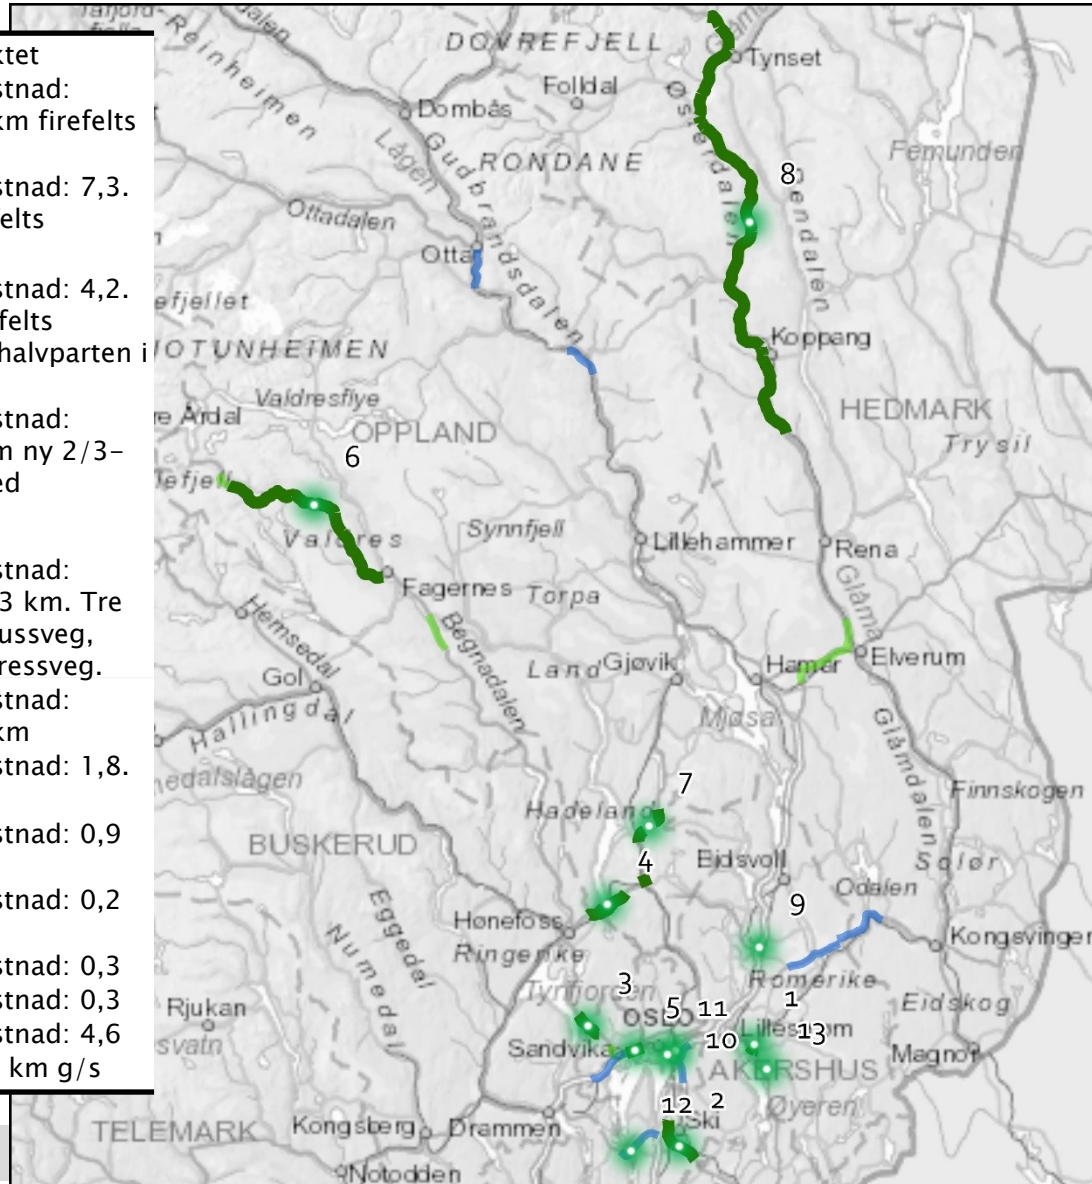 ktet
stnad:
km firefelts
stnad: 7,3.
elts
stnad: 4,2.
felts
halvparten i
stnad:
m ny 2/3-
ed
stnad:
3 km. Tre
ussveg,
ressveg.
stnad:
km
stnad: 1,8.
stnad: 0,9
stnad: 0,2
stnad: 0,3
stnad: 0,3
stnad: 4,6
km g/s
Reinheimen
DOVREFJELL
Tynset
Folldal
Dombås
Østerdalen
Lågen
Gudbrandsdalen
RONDANE
Femunden
8
Rendalen
Ottadalen
Otta
efjellet
JOTUNHEIMEN
Koppang
Valdresflye
re Årdal
OPPLAND
HEDMARK
Trysil
6
lefjell
Valdres
Synnfjell
Lillehammer
Rena
Fagernes
Torpa
Glåma
Hemsedal
Begnadalen
Land
Gjøvik
Hamar
Elverum
Gol
Hallingdal
Mjøsa
Glåmdalen
nedalslågen
7
Finnskogen
Hadeland
BUSKERUD
4
Eidsvoll
Solør
Odalen
Eggedal
9
Hønefoss
Kongsvinger
Numedal
Ringerike
Romerike
3
Tyrifjorden
1
Eidskog
Rjukan
5
11
OSLO
Lillestrøm
13
svatn
Sandvika
10
Magnor
AKERSHUS
12
2
Øyeren
Ski
TELEMARK
Kongsberg
Drammen
Notodden